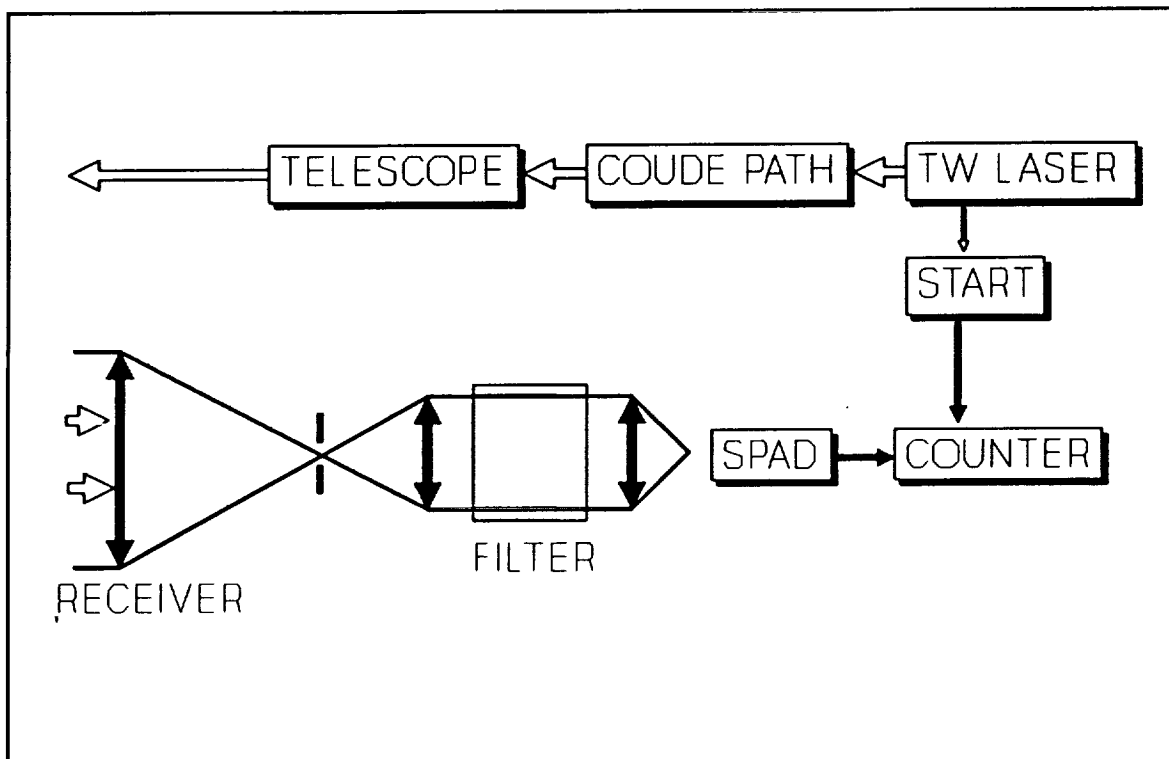 TELESCOPE
COUDE PATH
TW LASER
START
SPAD
COUNTER
FILTER
RECEIVER